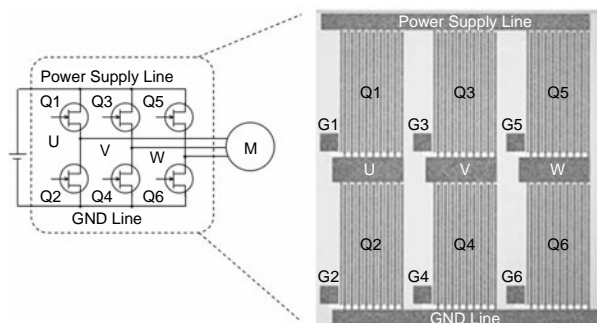 Power Supply Line
Q1 Q3 Q5
U V W M
Q2 Q4 Q6
GND Line
Power Supply Line
Q1 Q3 Q5
G1 G3 G5
U V W
Q2 Q4 Q6
G2 G4 G6
GND Line